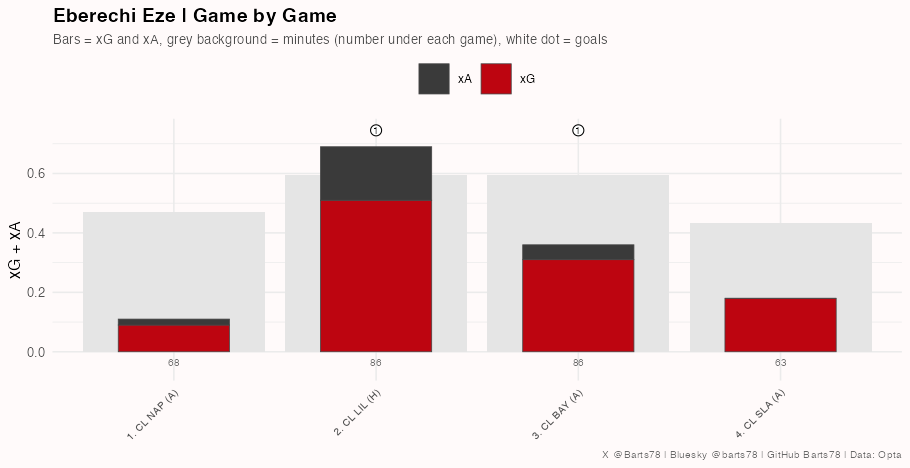 Eberechi Eze | Game by Game
Bars = xG and xA, grey background = minutes (number under each game), white dot = goals
xA xG
1 1
xG + xA
0.6
0.4
0.2
0.0
68 86 86 63
1. CL NAP (A)
2. CL LIL (H)
3. CL BAY (A)
4. CL SLA (A)
X @Barts78 | Bluesky @barts78 | GitHub Barts78 | Data: Opta